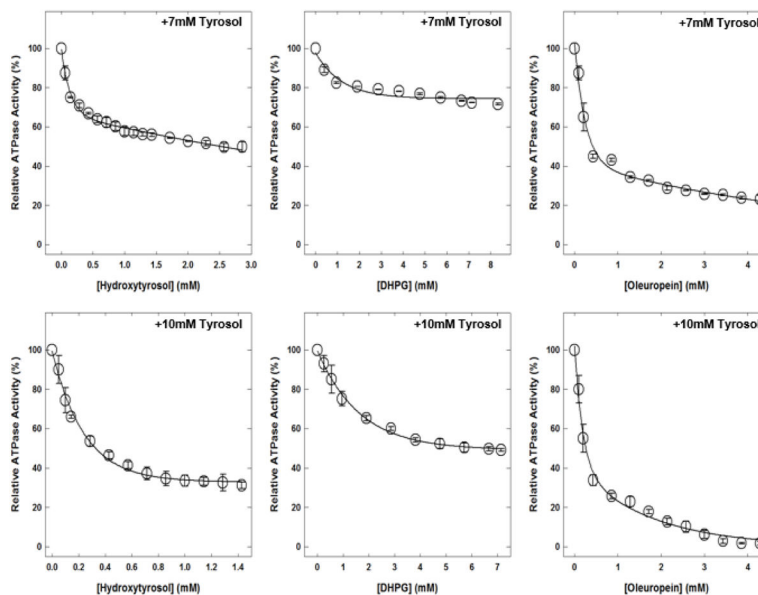 +7mM Tyrosol
100
80
60
40
20
0
Relative ATPase Activity (%)
0.0 0.5 1.0 1.5 2.0 2.5 3.0
[Hydroxytyrosol] (mM)
+7mM Tyrosol
100
80
60
40
20
0
Relative ATPase Activity (%)
0 1 2 3 4 5 6 7 8
[DHPG] (mM)
+7mM Tyrosol
100
80
60
40
20
0
Relative ATPase Activity (%)
0 1 2 3 4
[Oleuropein] (mM)
+10mM Tyrosol
100
80
60
40
20
0
Relative ATPase Activity (%)
0.0 0.2 0.4 0.6 0.8 1.0 1.2 1.4
[Hydroxytyrosol] (mM)
+10mM Tyrosol
100
80
60
40
20
0
Relative ATPase Activity (%)
0 1 2 3 4 5 6 7
[DHPG] (mM)
+10mM Tyrosol
100
80
60
40
20
0
Relative ATPase Activity (%)
0 1 2 3 4
[Oleuropein] (mM)